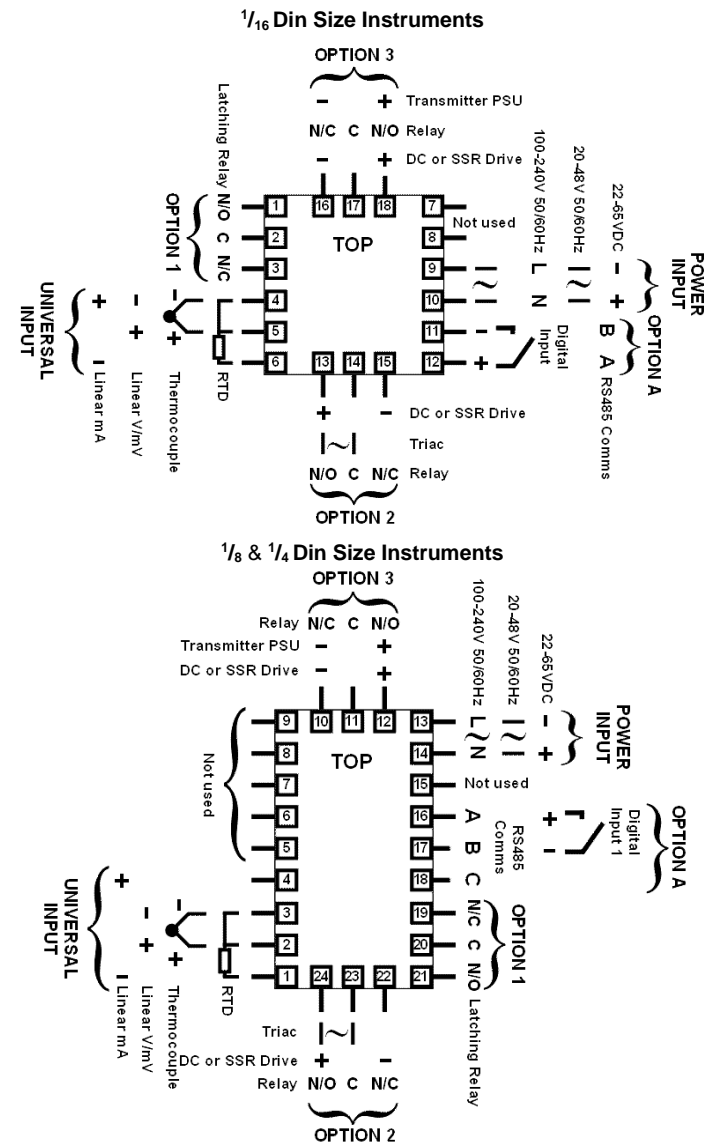 1/16 Din Size Instruments
OPTION 3
− + Transmitter PSU
N/C C N/O Relay
− + DC or SSR Drive
Latching Relay
OPTION 1
N/O
C
N/C
16 17 18
TOP
1
2
3
4
5
6
7
8
9
10
11
12
13 14 15
Not used
100-240V 50/60Hz
L
N
20-48V 50/60Hz
22-65VDC
− +
POWER INPUT
− +
Digital Input
B A
RS485 Comms
OPTION A
UNIVERSAL INPUT
+ − Linear mA
− + Linear V/mV
− + Thermocouple
RTD
+ − DC or SSR Drive
Triac
N/O C N/C Relay
OPTION 2
1/8 & 1/4 Din Size Instruments
OPTION 3
Relay N/C C N/O
Transmitter PSU − +
DC or SSR Drive − +
100-240V 50/60Hz
L
N
20-48V 50/60Hz
22-65VDC
− +
POWER INPUT
10 11 12
TOP
9
8
7
6
5
4
3
2
1
Not used
13
14
15
16
17
18
19
20
21
24 23 22
Not used
A
B
C
RS485 Comms
+ −
Digital Input 1
OPTION A
N/C
C
N/O
OPTION 1
Latching Relay
UNIVERSAL INPUT
+ − Linear mA
− + Linear V/mV
− + Thermocouple
RTD
Triac
DC or SSR Drive + −
Relay N/O C N/C
OPTION 2